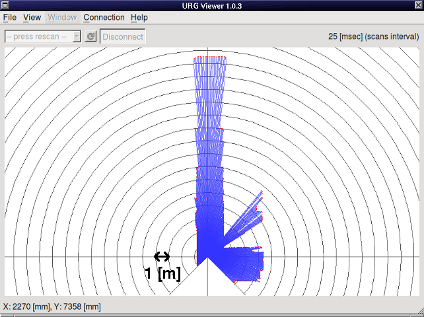 URG Viewer 1.0.3
File View Window Connection Help
-- press rescan -- Disconnect 25 [msec] (scans interval)
1 [m]
X: 2270 [mm], Y: 7358 [mm]